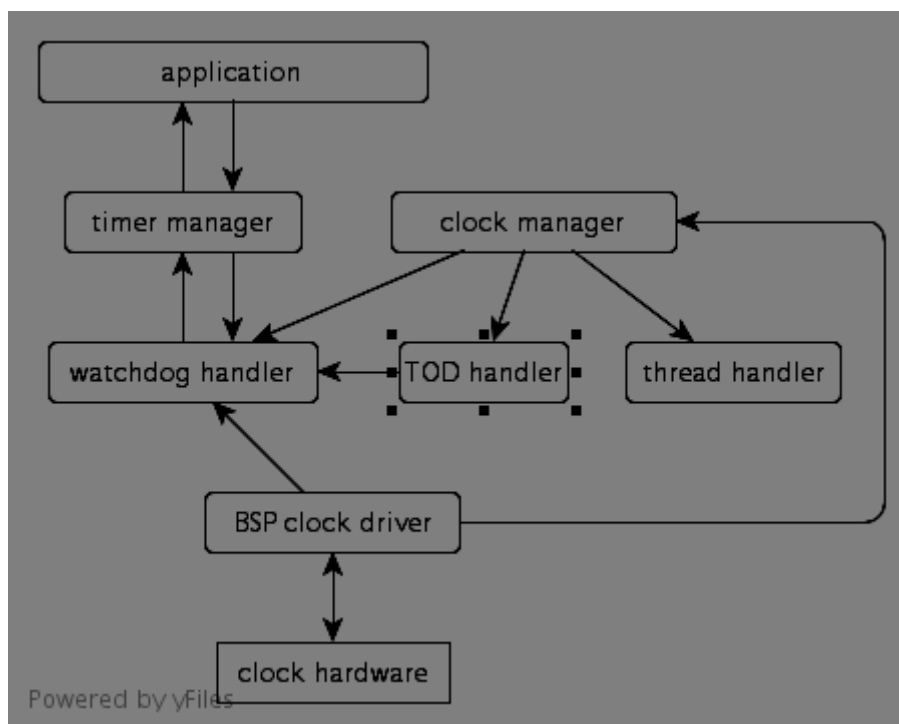 application
timer manager
clock manager
watchdog handler
TOD handler
thread handler
BSP clock driver
clock hardware
Powered by yFiles